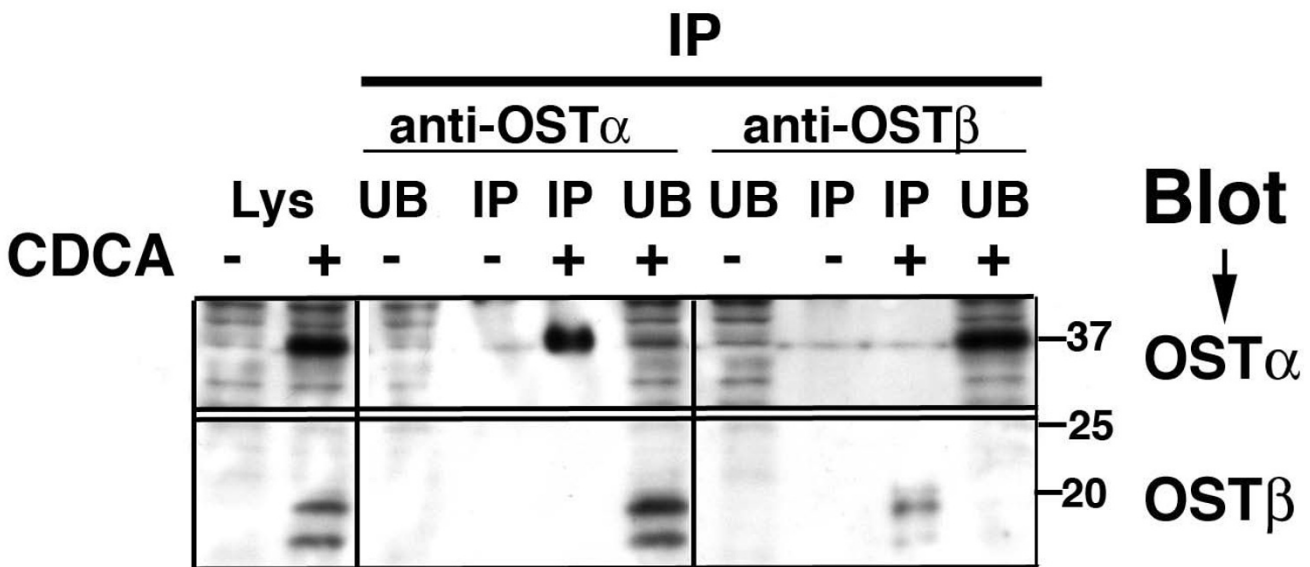 IP
anti-OSTα anti-OSTβ
Lys UB IP IP UB UB IP IP UB Blot
CDCA - + - - + + - - + +
37 OSTα
25
20 OSTβ